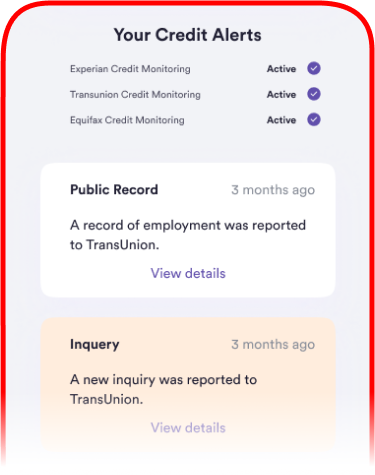 Your Credit Alerts
Experian Credit Monitoring Active
Transunion Credit Monitoring Active
Equifax Credit Monitoring Active
Public Record 3 months ago
A record of employment was reported
to TransUnion.
View details
Inquery 3 months ago
A new inquiry was reported to
TransUnion.
View details